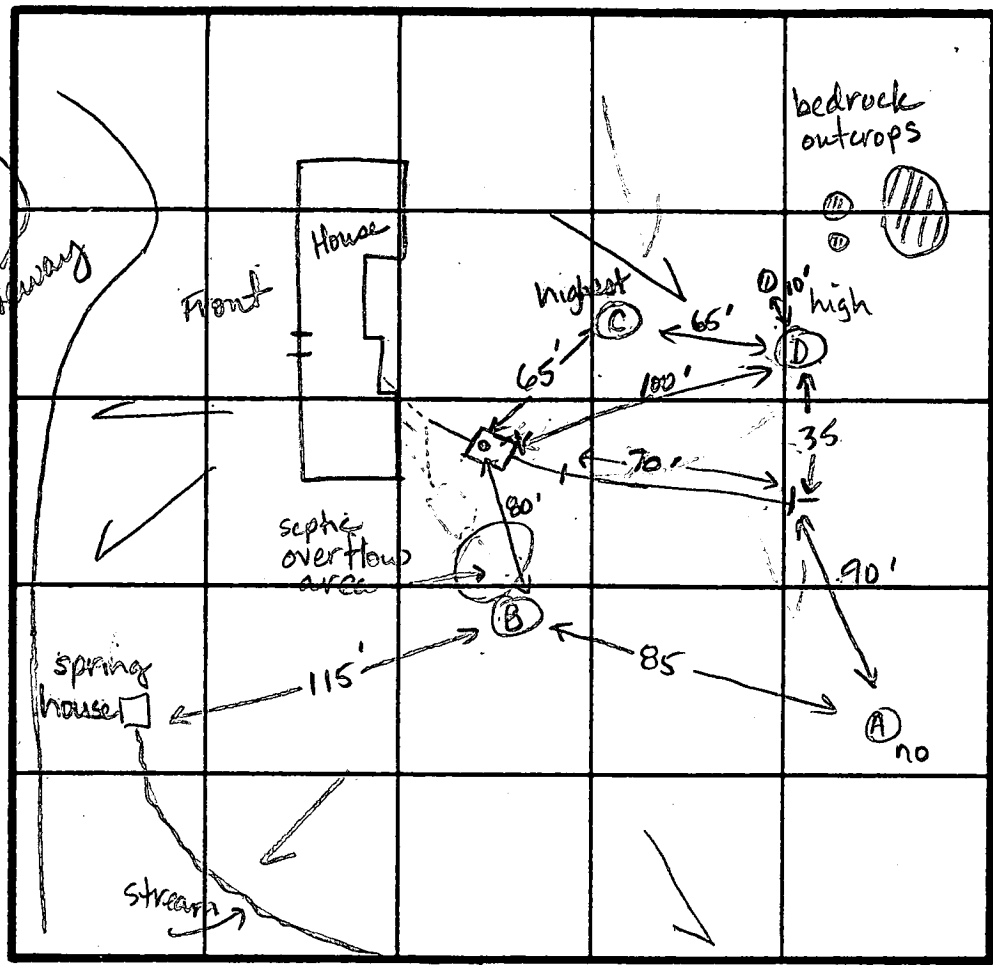 bedrock
outcrops
House
Front
highest
C
65'
D
10'
high
D
65'
100'
35
70'
80'
septic
overflow
area
90'
B
85
115'
spring
house
A
no
stream